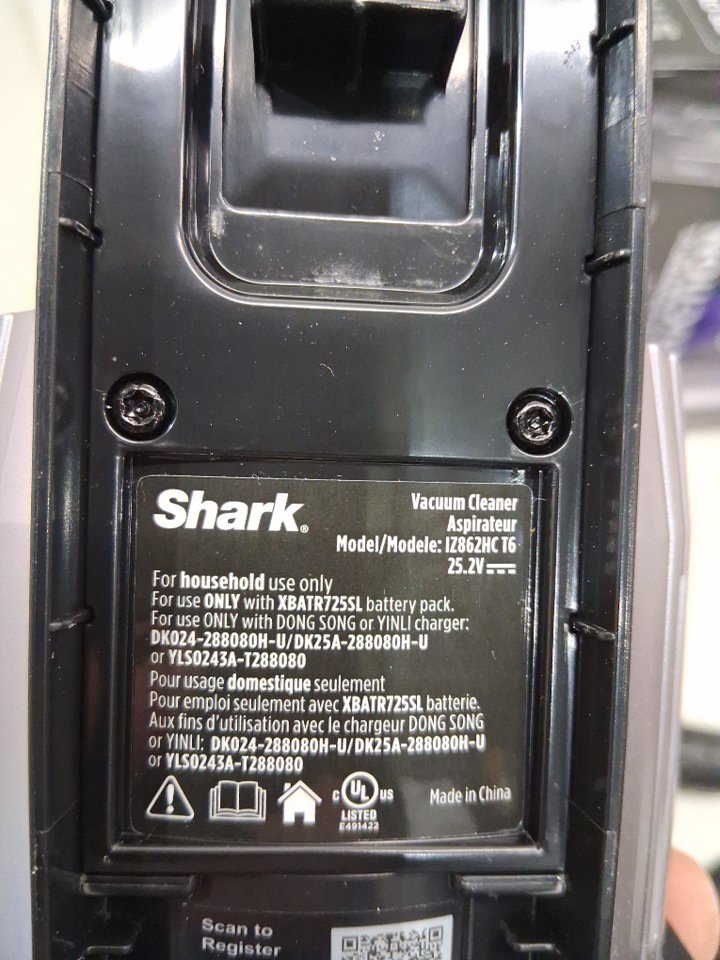 Shark®
Vacuum Cleaner
Aspirateur
Model/Modele: IZ862HC T6
25.2V
For household use only
For use ONLY with XBATR725SL battery pack.
For use ONLY with DONG SONG or YINLI charger:
DK024-288080H-U/DK25A-288080H-U
or YLS0243A-T288080
Pour usage domestique seulement
Pour emploi seulement avec XBATR725SL batterie.
Aux fins d'utilisation avec le chargeur DONG SONG
or YINLI: DK024-288080H-U/DK25A-288080H-U
or YLS0243A-T288080
c UL us
LISTED
E491422
Made in China
Scan to
Register